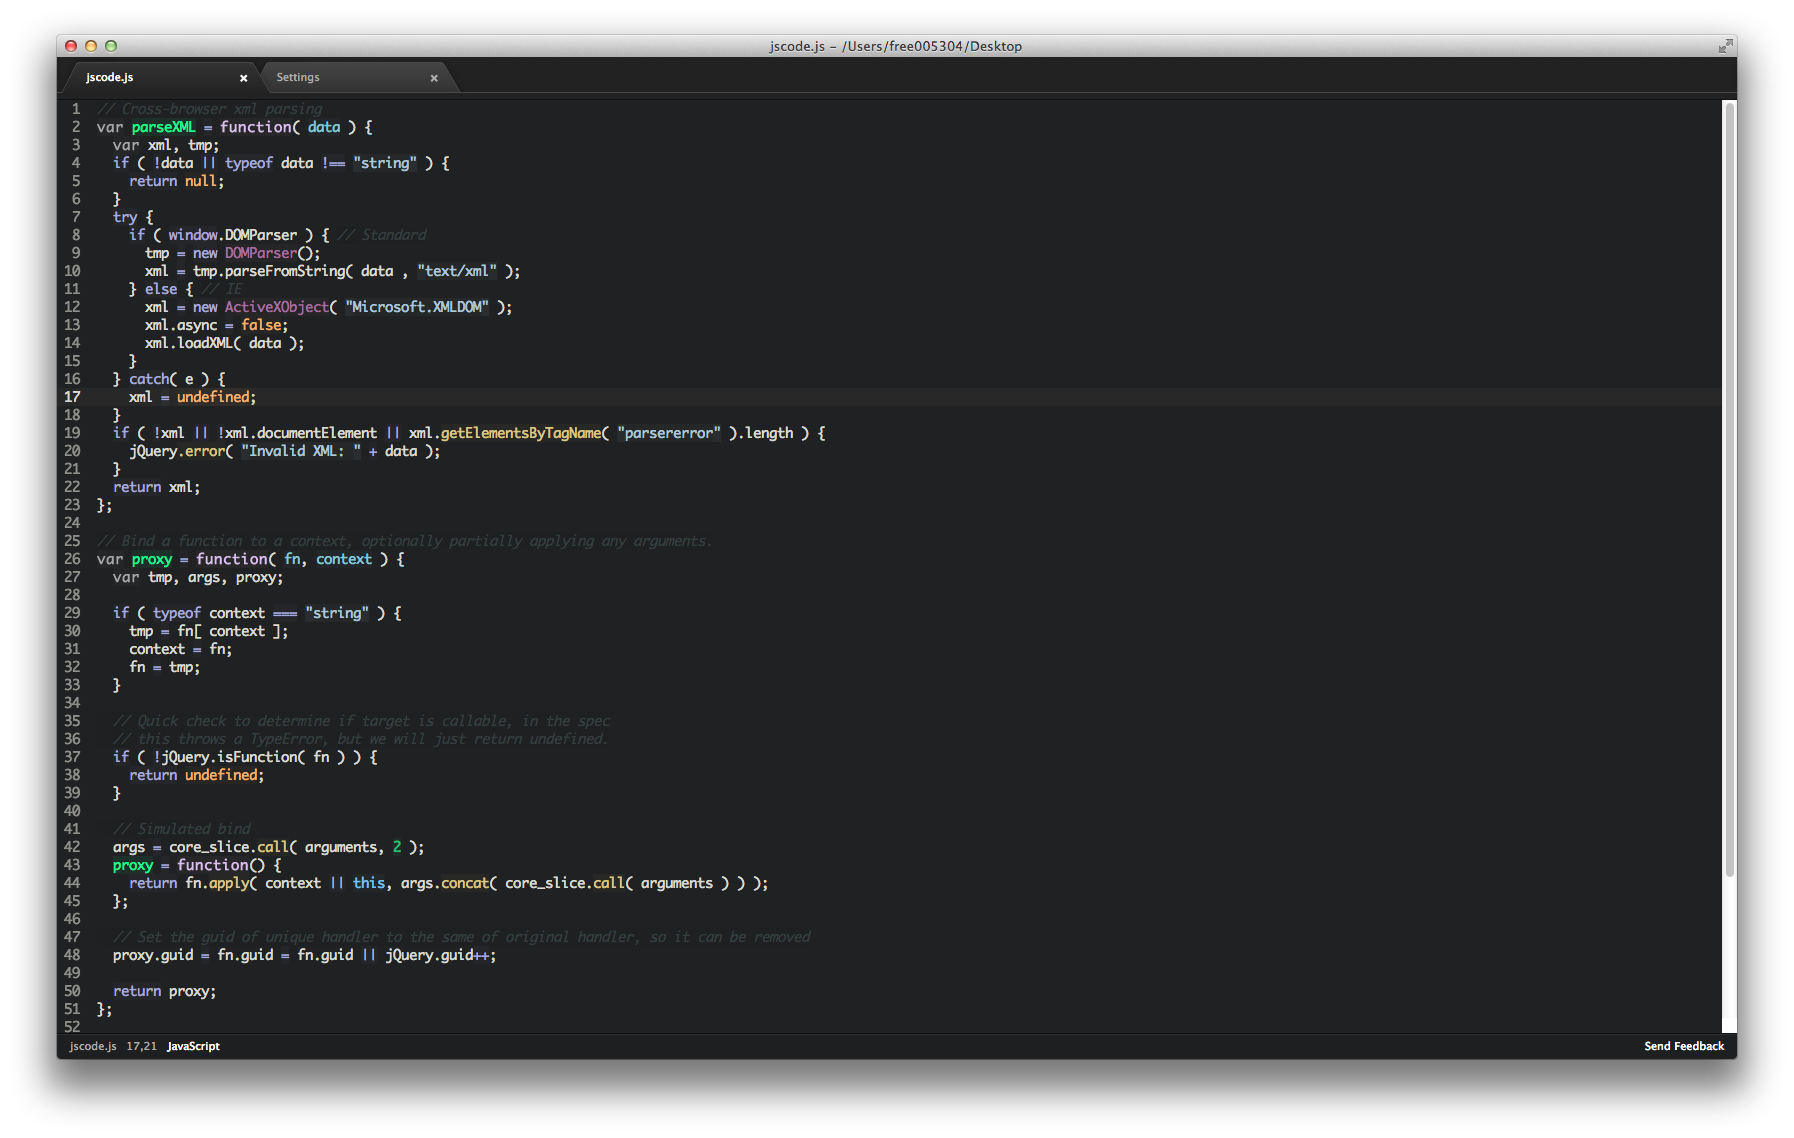 jscode.js – /Users/free005304/Desktop
jscode.js × Settings ×
1 // Cross-browser xml parsing
2 var parseXML = function( data ) {
3   var xml, tmp;
4   if ( !data || typeof data !== "string" ) {
5     return null;
6   }
7   try {
8     if ( window.DOMParser ) { // Standard
9       tmp = new DOMParser();
10       xml = tmp.parseFromString( data , "text/xml" );
11     } else { // IE
12       xml = new ActiveXObject( "Microsoft.XMLDOM" );
13       xml.async = false;
14       xml.loadXML( data );
15     }
16   } catch( e ) {
17     xml = undefined;
18   }
19   if ( !xml || !xml.documentElement || xml.getElementsByTagName( "parsererror" ).length ) {
20     jQuery.error( "Invalid XML: " + data );
21   }
22   return xml;
23 };
24
25 // Bind a function to a context, optionally partially applying any arguments.
26 var proxy = function( fn, context ) {
27   var tmp, args, proxy;
28
29   if ( typeof context === "string" ) {
30     tmp = fn[ context ];
31     context = fn;
32     fn = tmp;
33   }
34
35   // Quick check to determine if target is callable, in the spec
36   // this throws a TypeError, but we will just return undefined.
37   if ( !jQuery.isFunction( fn ) ) {
38     return undefined;
39   }
40
41   // Simulated bind
42   args = core_slice.call( arguments, 2 );
43   proxy = function() {
44     return fn.apply( context || this, args.concat( core_slice.call( arguments ) ) );
45   };
46
47   // Set the guid of unique handler to the same of original handler, so it can be removed
48   proxy.guid = fn.guid = fn.guid || jQuery.guid++;
49
50   return proxy;
51 };
52
jscode.js 17,21 JavaScript Send Feedback